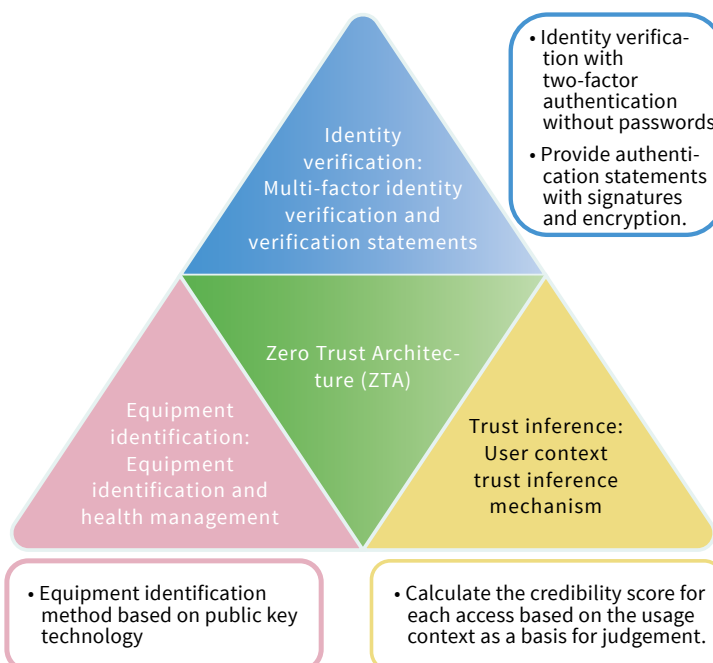 • Identity verifica-
tion with
two-factor
authentication
without passwords
• Provide authenti-
cation statements
with signatures
and encryption.
Identity
verification:
Multi-factor identity
verification and
verification statements
Zero Trust Architec-
ture (ZTA)
Equipment
identification:
Equipment
identification and
health management
Trust inference:
User context
trust inference
mechanism
• Equipment identification
method based on public key
technology
• Calculate the credibility score for
each access based on the usage
context as a basis for judgement.